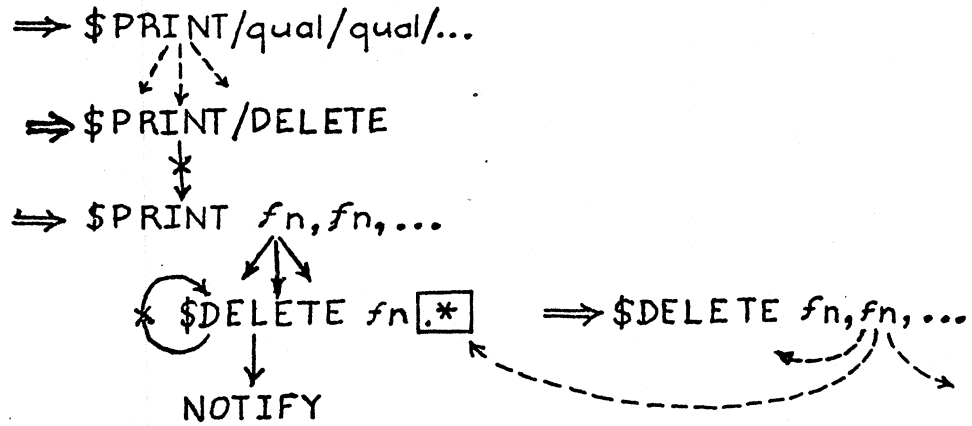 $PRINT/qual/qual/...
$PRINT/DELETE
$PRINT fn,fn,...
$DELETE fn.* $DELETE fn,fn,...
NOTIFY